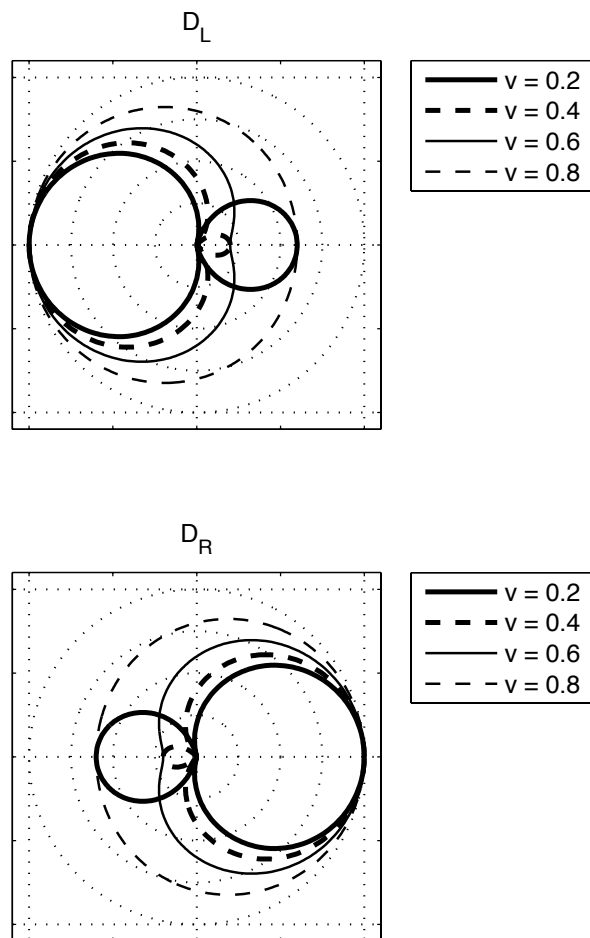 D_L
v = 0.2
v = 0.4
v = 0.6
v = 0.8
D_R
v = 0.2
v = 0.4
v = 0.6
v = 0.8